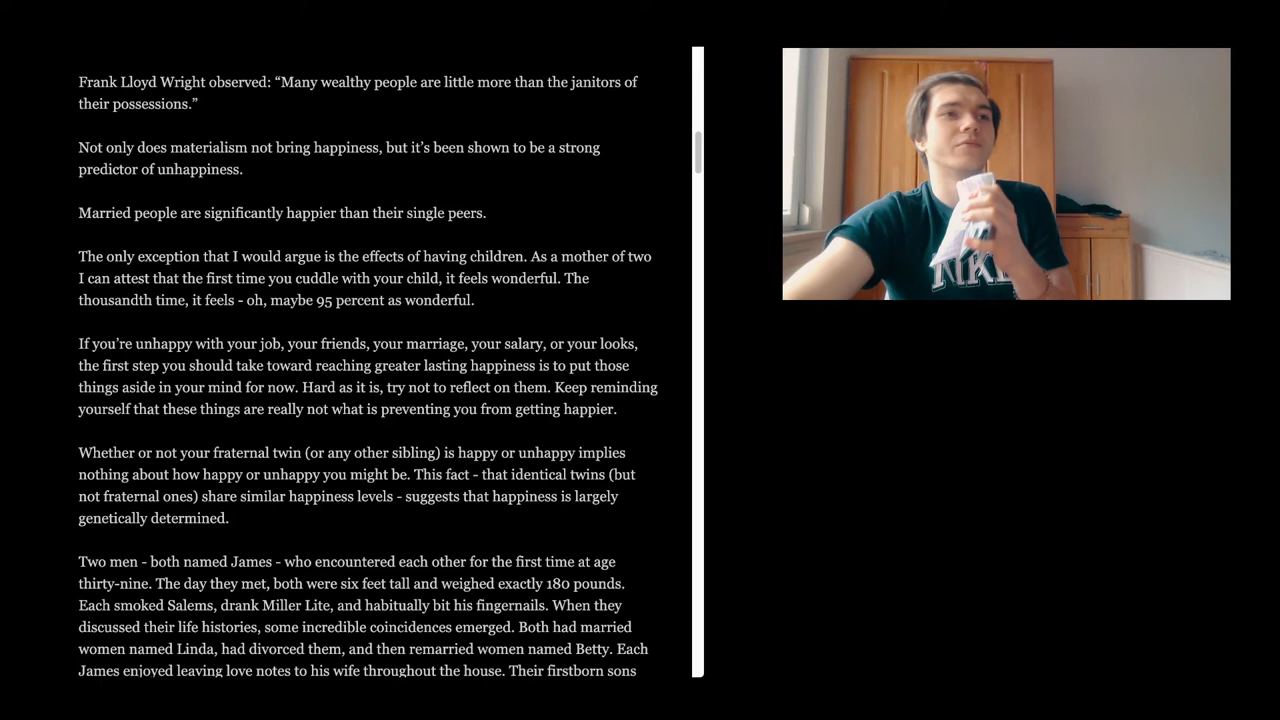 Frank Lloyd Wright observed: “Many wealthy people are little more than the janitors of
their possessions.”
Not only does materialism not bring happiness, but it’s been shown to be a strong
predictor of unhappiness.
Married people are significantly happier than their single peers.
The only exception that I would argue is the effects of having children. As a mother of two
I can attest that the first time you cuddle with your child, it feels wonderful. The
thousandth time, it feels - oh, maybe 95 percent as wonderful.
If you’re unhappy with your job, your friends, your marriage, your salary, or your looks,
the first step you should take toward reaching greater lasting happiness is to put those
things aside in your mind for now. Hard as it is, try not to reflect on them. Keep reminding
yourself that these things are really not what is preventing you from getting happier.
Whether or not your fraternal twin (or any other sibling) is happy or unhappy implies
nothing about how happy or unhappy you might be. This fact - that identical twins (but
not fraternal ones) share similar happiness levels - suggests that happiness is largely
genetically determined.
Two men - both named James - who encountered each other for the first time at age
thirty-nine. The day they met, both were six feet tall and weighed exactly 180 pounds.
Each smoked Salems, drank Miller Lite, and habitually bit his fingernails. When they
discussed their life histories, some incredible coincidences emerged. Both had married
women named Linda, had divorced them, and then remarried women named Betty. Each
James enjoyed leaving love notes to his wife throughout the house. Their firstborn sons